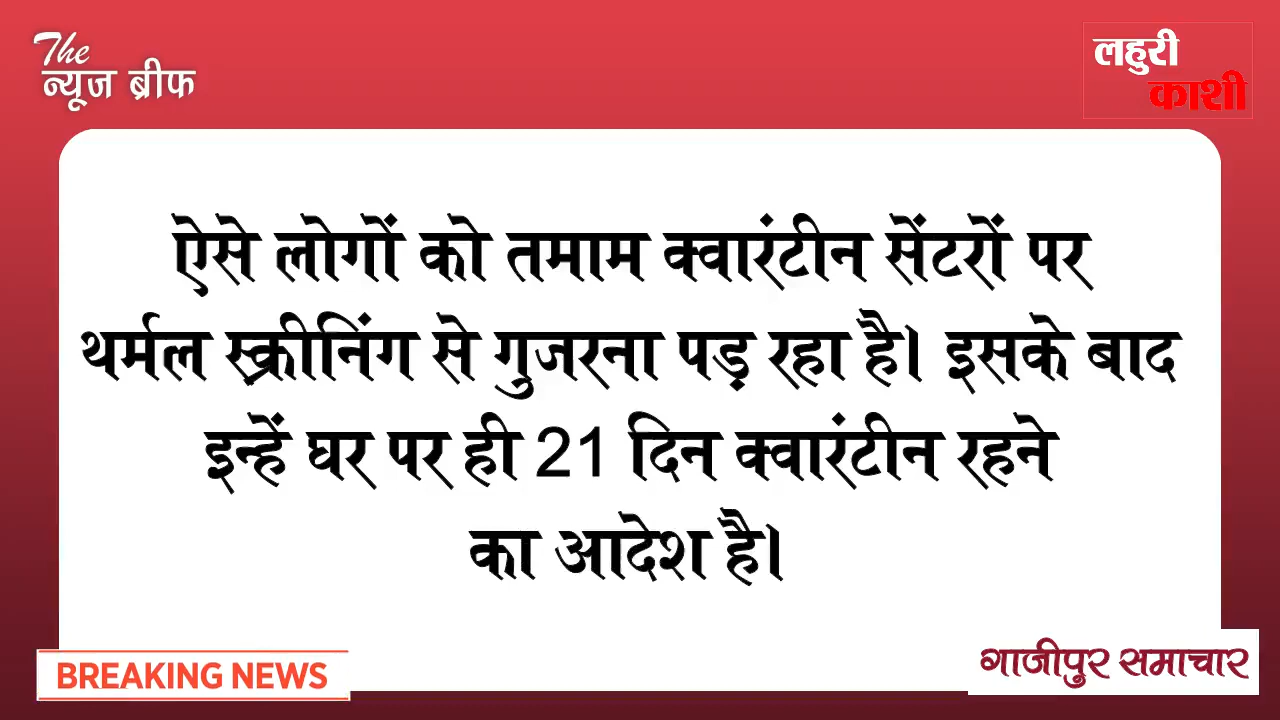 The
न्यूज ब्रीफ
लहुरी
काशी
ऐसे लोगों को तमाम क्वारंटीन सेंटरों पर
थर्मल स्क्रीनिंग से गुजरना पड़ रहा है। इसके बाद
इन्हें घर पर ही 21 दिन क्वारंटीन रहने
का आदेश है।
BREAKING NEWS
गाजीपुर समाचार